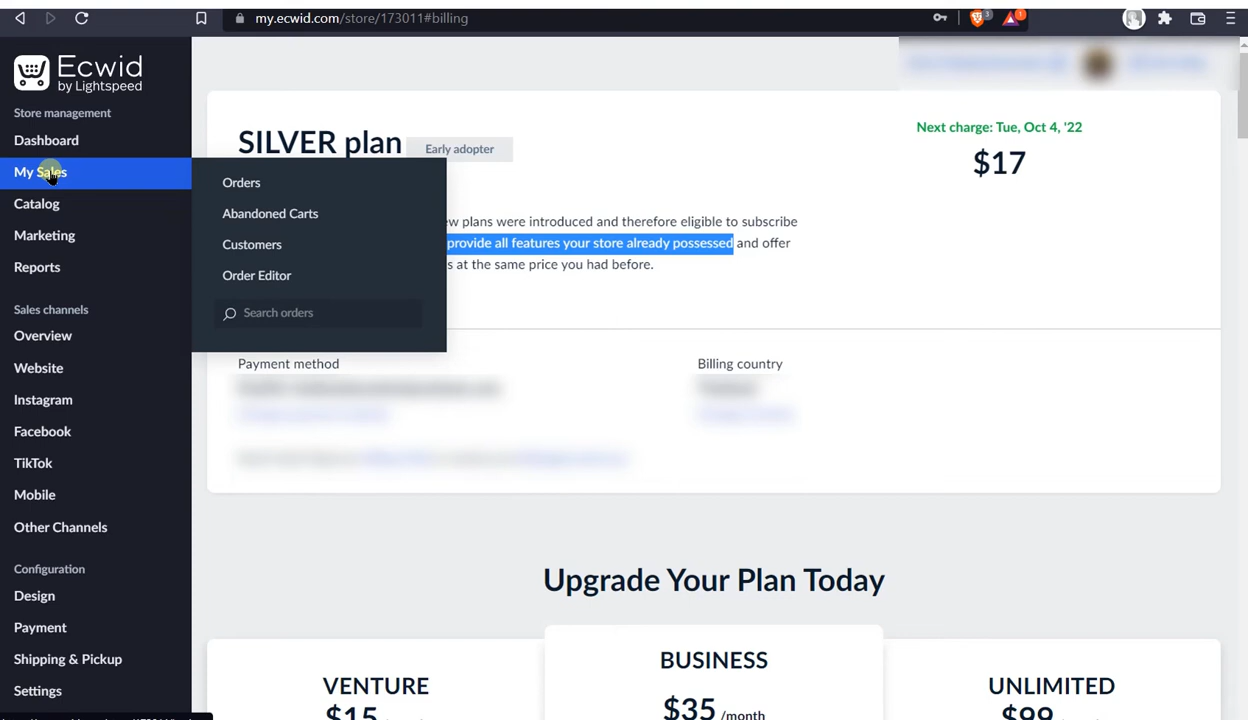 my.ecwid.com/store/173011#billing
3
1
Ecwid
by Lightspeed
Store management
Dashboard
My Sales
Catalog
Marketing
Reports
Sales channels
Overview
Website
Instagram
Facebook
TikTok
Mobile
Other Channels
Configuration
Design
Payment
Shipping & Pickup
Settings
Orders
Abandoned Carts
Customers
Order Editor
Search orders
SILVER plan
Early adopter
Next charge: Tue, Oct 4, '22
$17
plans were introduced and therefore eligible to subscribe
provide all features your store already possessed and offer
at the same price you had before.
Payment method
Billing country
Upgrade Your Plan Today
VENTURE
$15
BUSINESS
$35 /month
UNLIMITED
$99